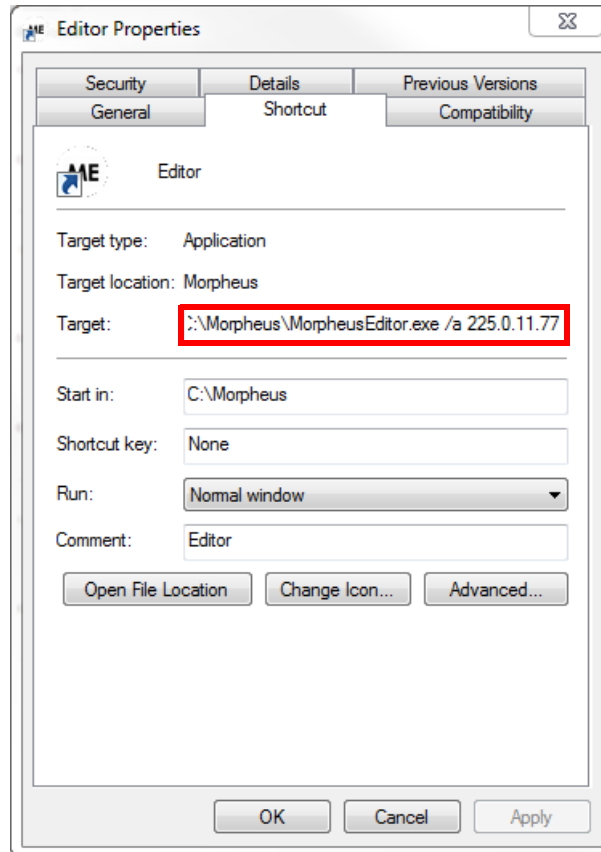 ME Editor Properties
Security Details Previous Versions
General Shortcut Compatibility
ME Editor
Target type: Application
Target location: Morpheus
Target: C:\Morpheus\MorpheusEditor.exe /a 225.0.11.77
Start in: C:\Morpheus
Shortcut key: None
Run: Normal window
Comment: Editor
Open File Location Change Icon... Advanced...
OK Cancel Apply